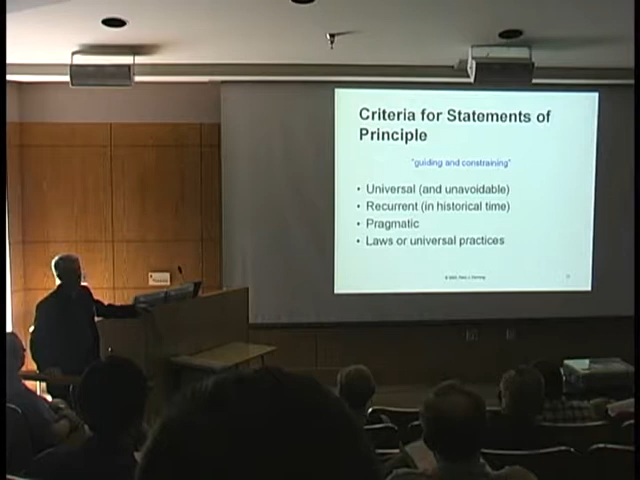 Criteria for Statements of
Principle
"guiding and constraining"
• Universal (and unavoidable)
• Recurrent (in historical time)
• Pragmatic
• Laws or universal practices